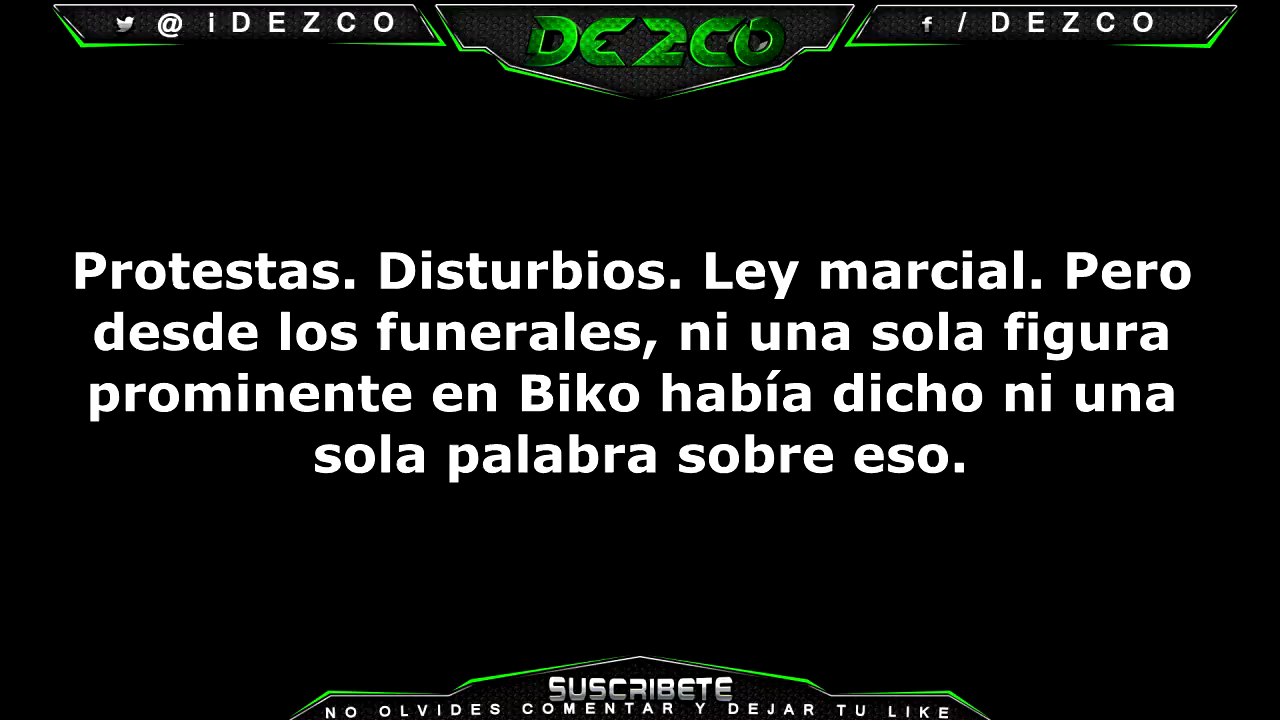 @iDEZCO
DEZCO
f / DEZCO
Protestas. Disturbios. Ley marcial. Pero
desde los funerales, ni una sola figura
prominente en Biko había dicho ni una
sola palabra sobre eso.
SUSCRIBETE
NO OLVIDES COMENTAR Y DEJAR TU LIKE